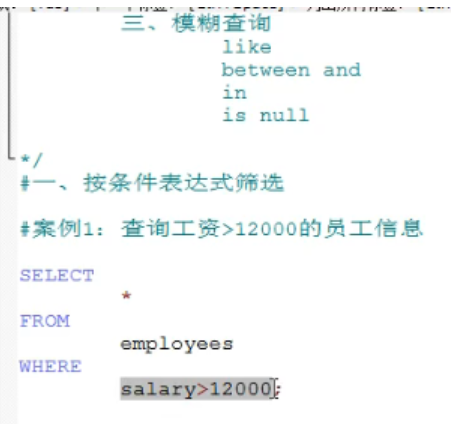 三、模糊查询
like
between and
in
is null
*/
#一、按条件表达式筛选
#案例1：查询工资>12000的员工信息
SELECT
*
FROM
employees
WHERE
salary>12000;